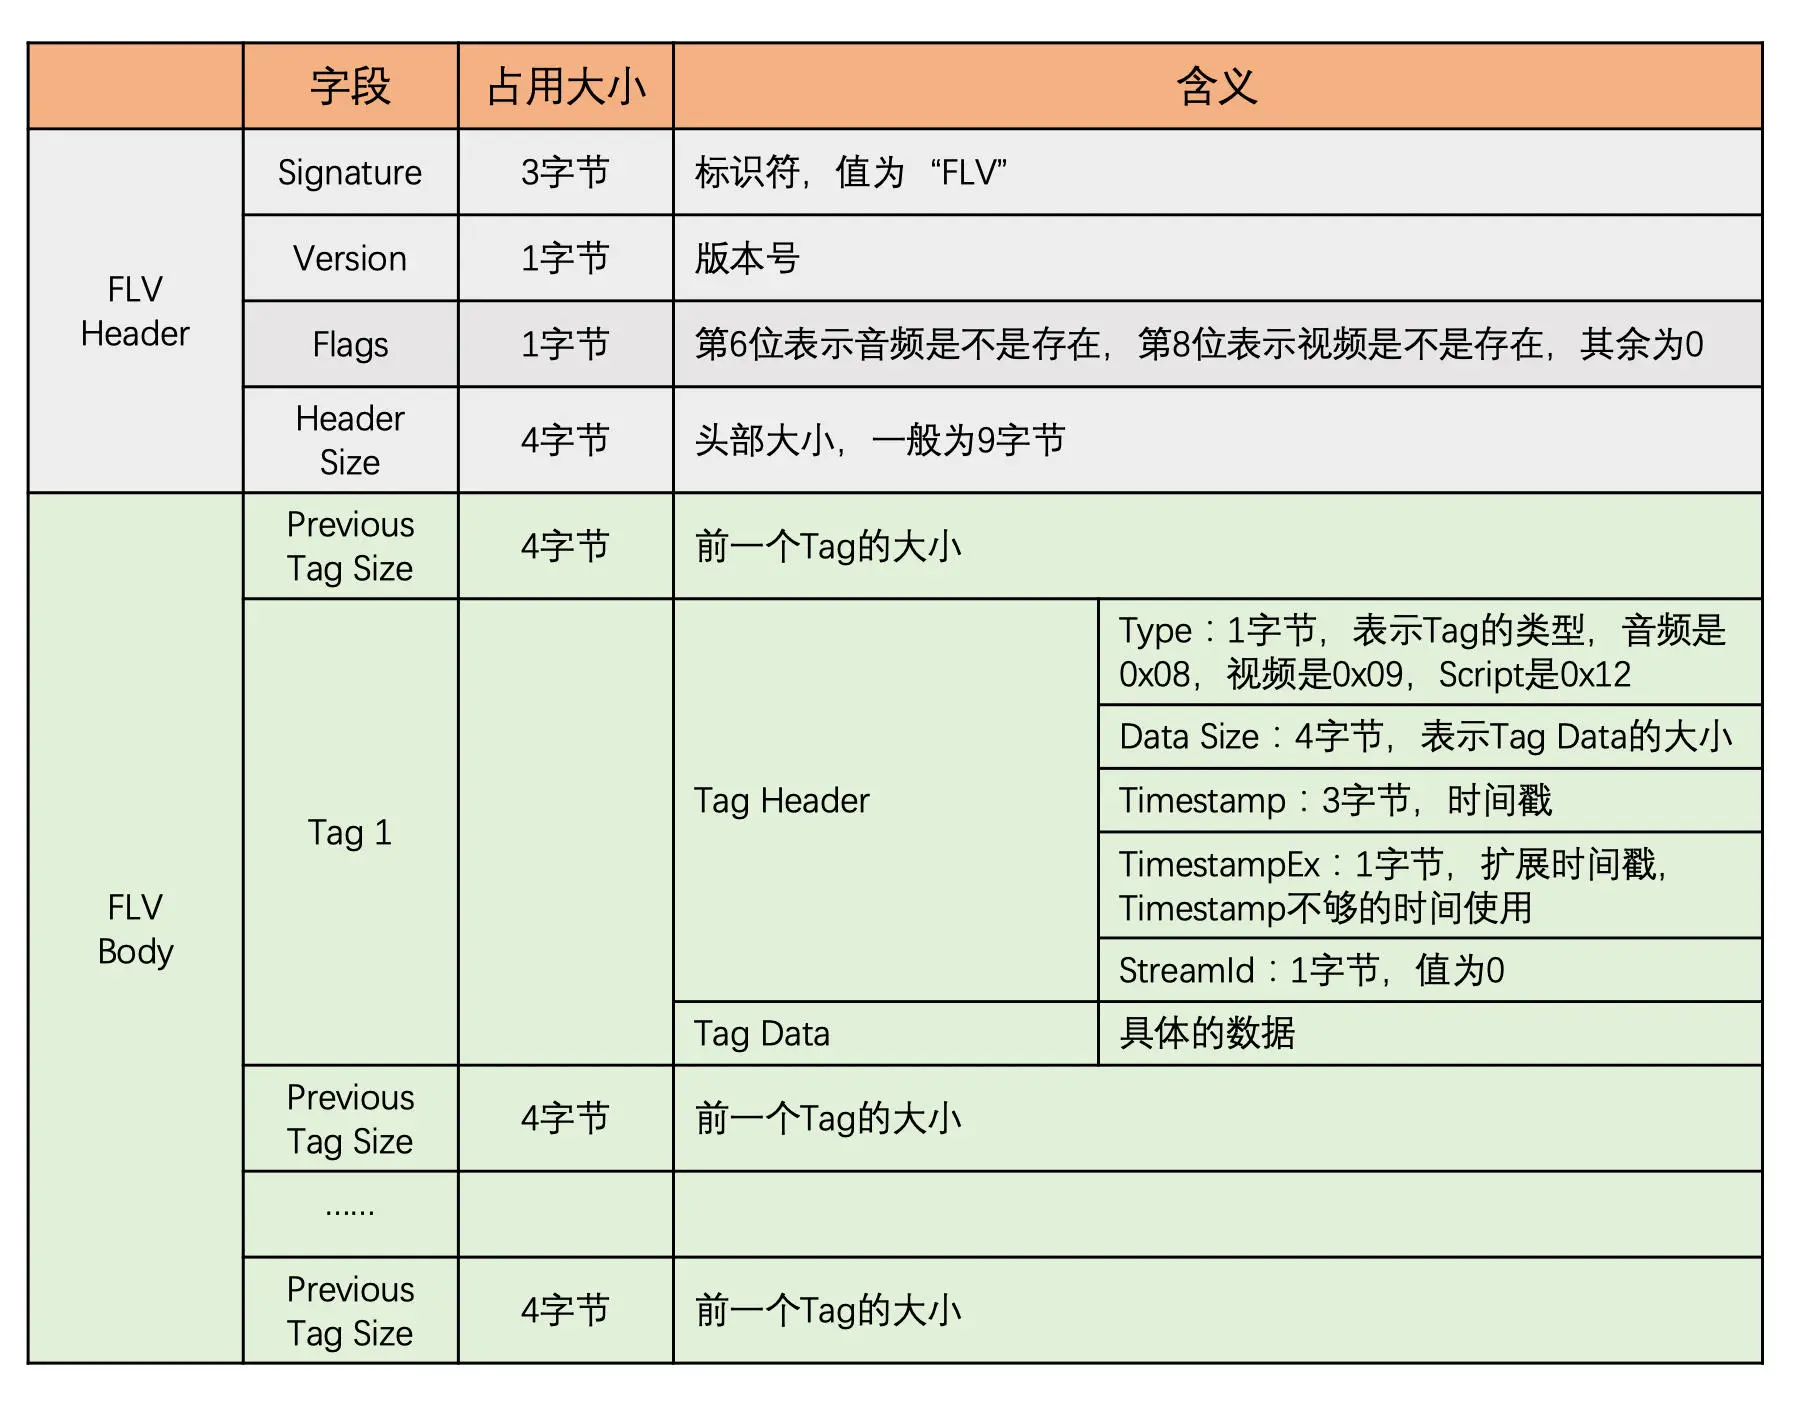 字段
占用大小
含义
FLV
Header
Signature
3字节
标识符，值为 “FLV”
Version
1字节
版本号
Flags
1字节
第6位表示音频是不是存在，第8位表示视频是不是存在，其余为0
Header
Size
4字节
头部大小，一般为9字节
FLV
Body
Previous
Tag Size
4字节
前一个Tag的大小
Tag 1
Tag Header
Type：1字节，表示Tag的类型，音频是
0x08，视频是0x09，Script是0x12
Data Size：4字节，表示Tag Data的大小
Timestamp：3字节，时间戳
TimestampEx：1字节，扩展时间戳，
Timestamp不够的时间使用
StreamId：1字节，值为0
Tag Data
具体的数据
Previous
Tag Size
4字节
前一个Tag的大小
......
Previous
Tag Size
4字节
前一个Tag的大小